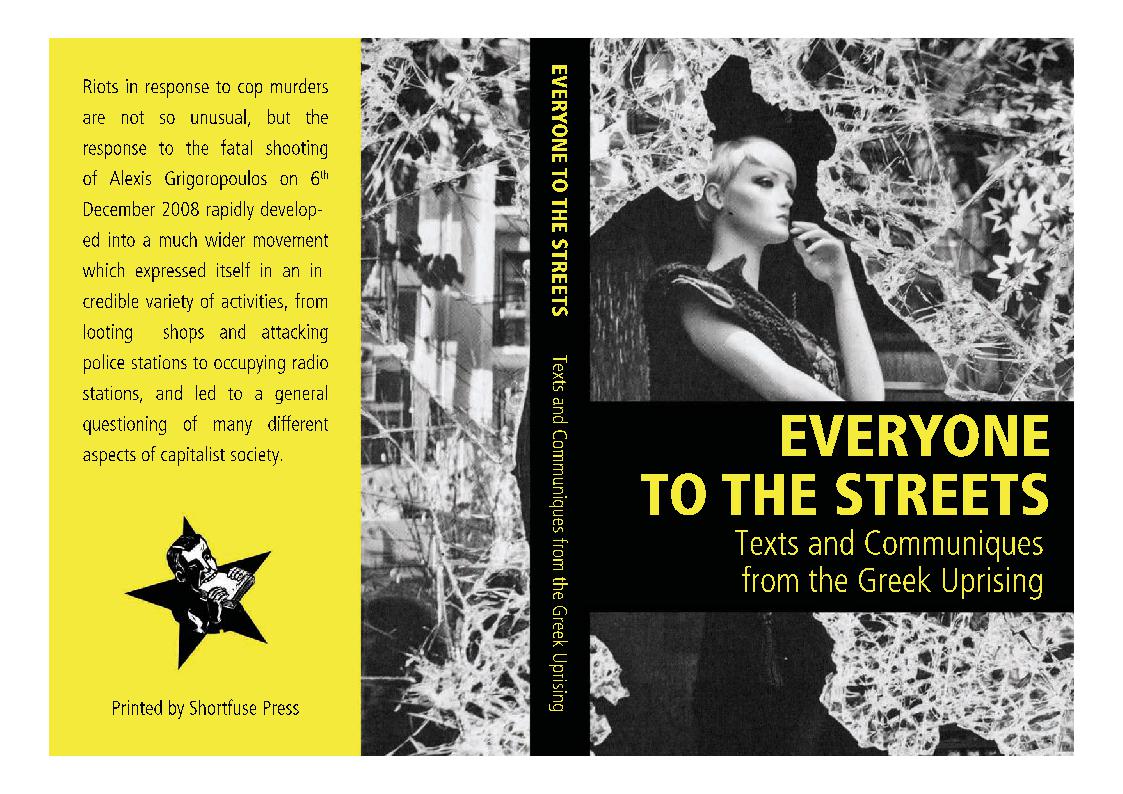 Riots in response to cop murders
are not so unusual, but the
response to the fatal shooting
of Alexis Grigoropoulos on 6th
December 2008 rapidly develop-
ed into a much wider movement
which expressed itself in an in
credible variety of activities, from
looting shops and attacking
police stations to occupying radio
stations, and led to a general
questioning of many different
aspects of capitalist society.
Printed by Shortfuse Press
EVERYONE TO THE STREETS Texts and Communiques from the Greek Uprising
EVERYONE
TO THE STREETS
Texts and Communiques
from the Greek Uprising